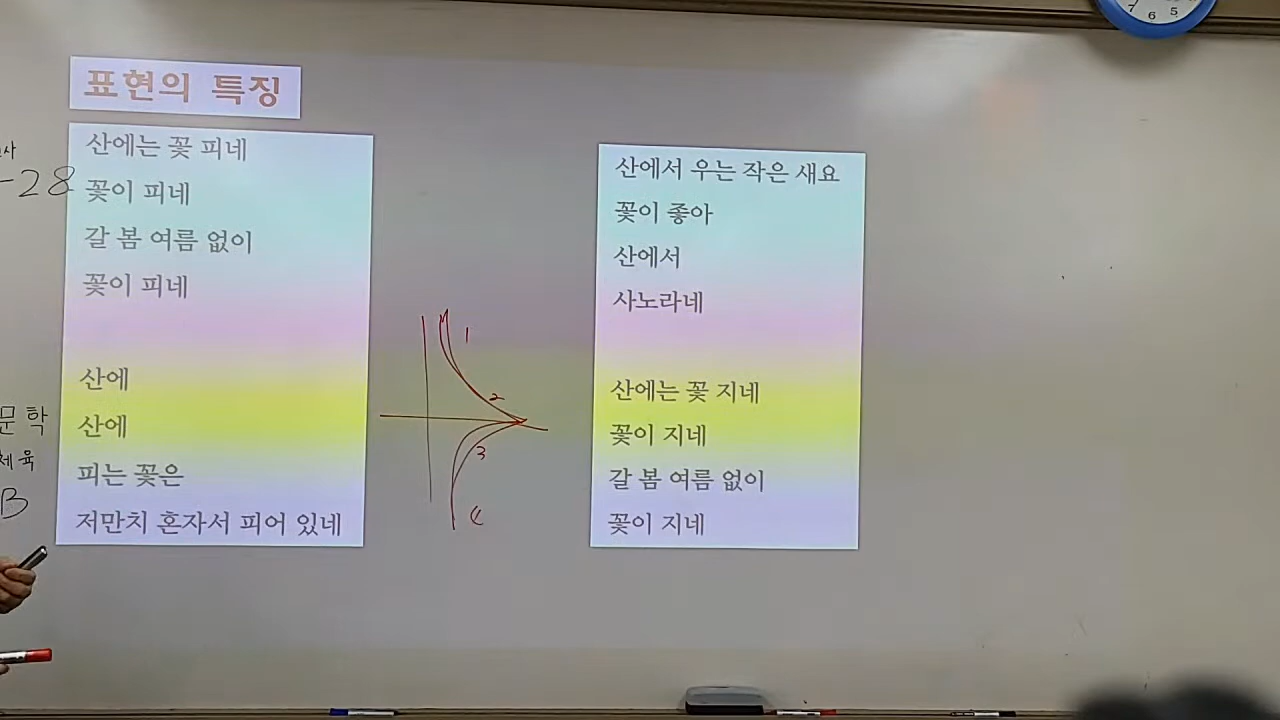 표현의 특징
산에는 꽃 피네
꽃이 피네
갈 봄 여름 없이
꽃이 피네
산에
산에
피는 꽃은
저만치 혼자서 피어 있네
산에서 우는 작은 새요
꽃이 좋아
산에서
사노라네
산에는 꽃 지네
꽃이 지네
갈 봄 여름 없이
꽃이 지네
-28
문학
체육
B
1
2
3
7 6 5